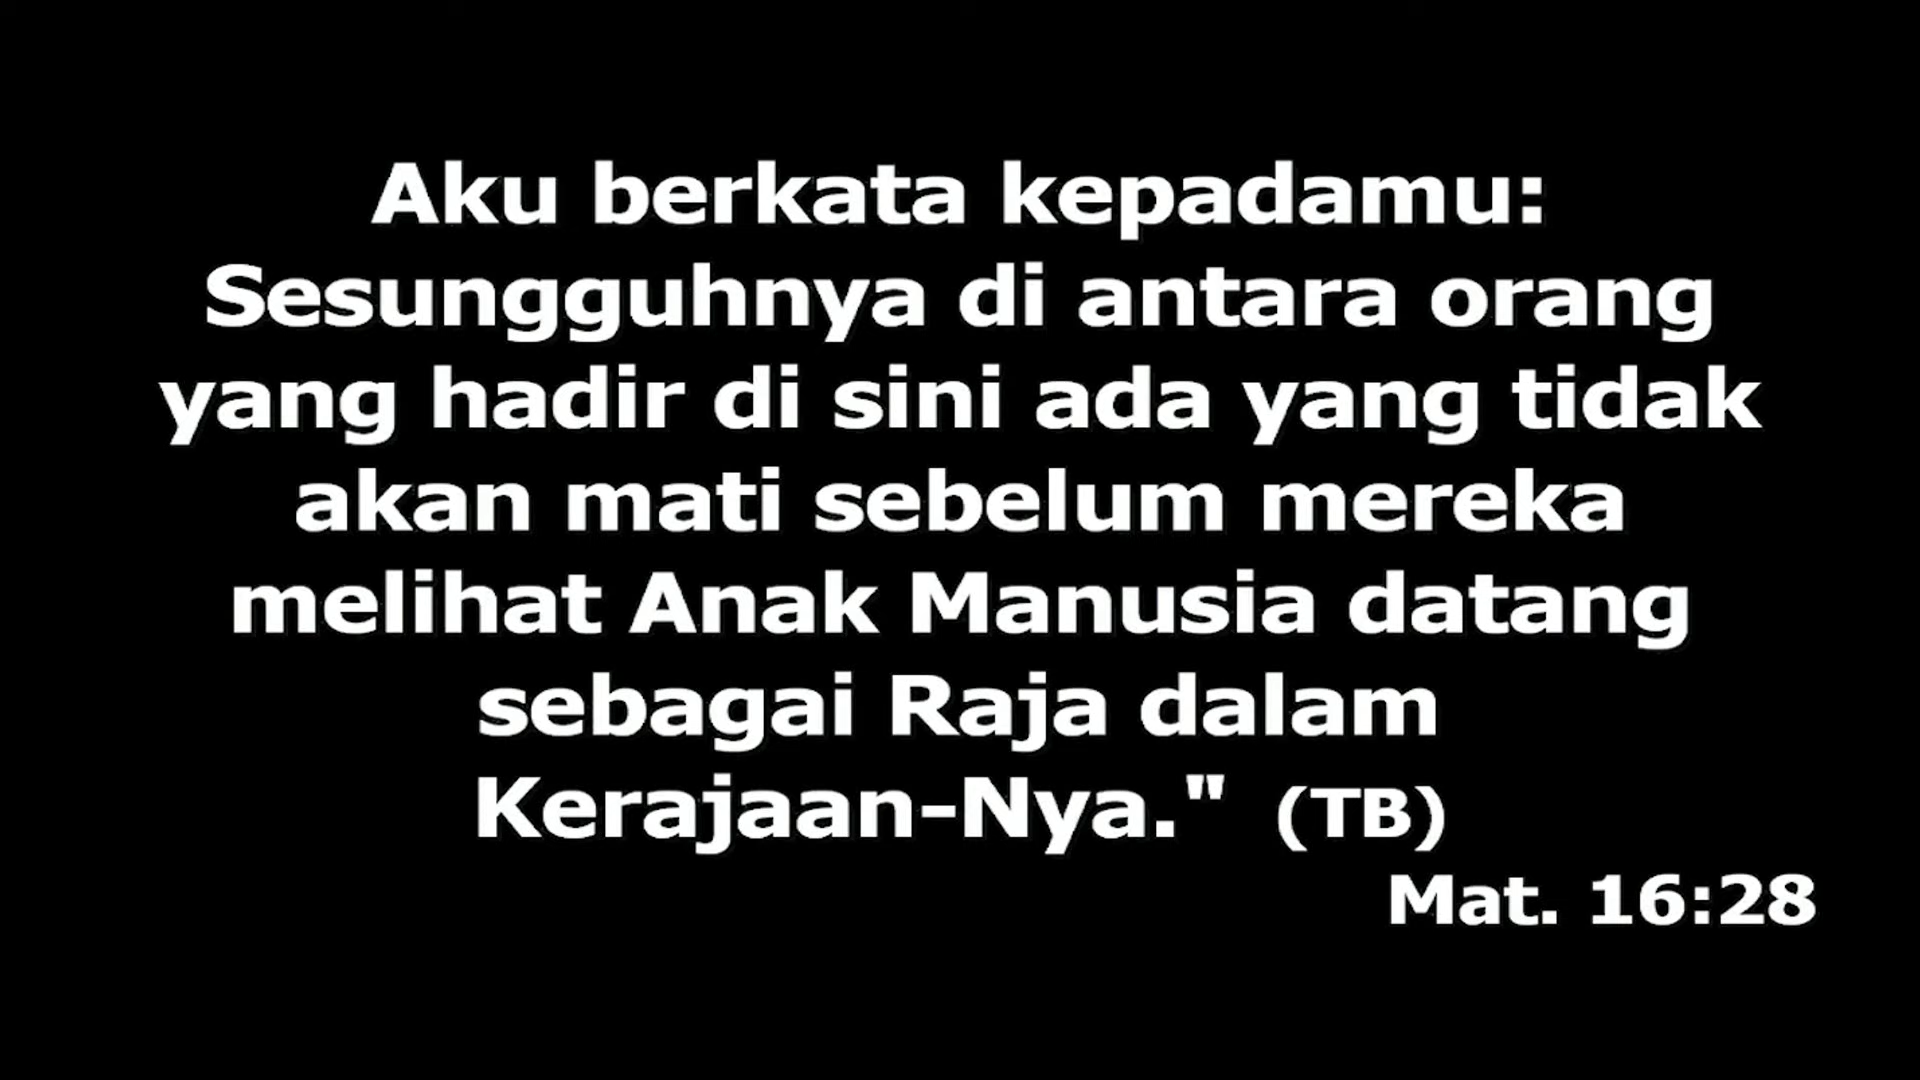 Aku berkata kepadamu:
Sesungguhnya di antara orang
yang hadir di sini ada yang tidak
akan mati sebelum mereka
melihat Anak Manusia datang
sebagai Raja dalam
Kerajaan-Nya." (TB)
Mat. 16:28